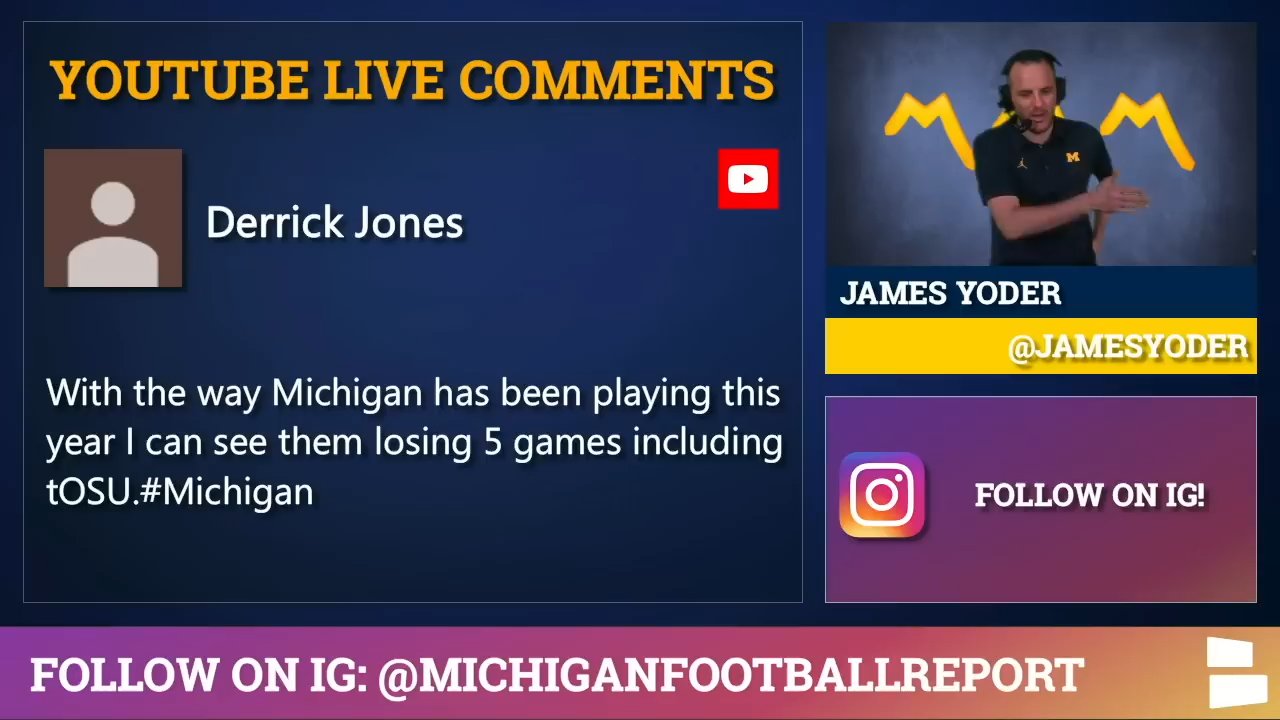 YOUTUBE LIVE COMMENTS
Derrick Jones
With the way Michigan has been playing this
year I can see them losing 5 games including
tOSU.#Michigan
M
JAMES YODER
@JAMESYODER
FOLLOW ON IG!
FOLLOW ON IG: @MICHIGANFOOTBALLREPORT